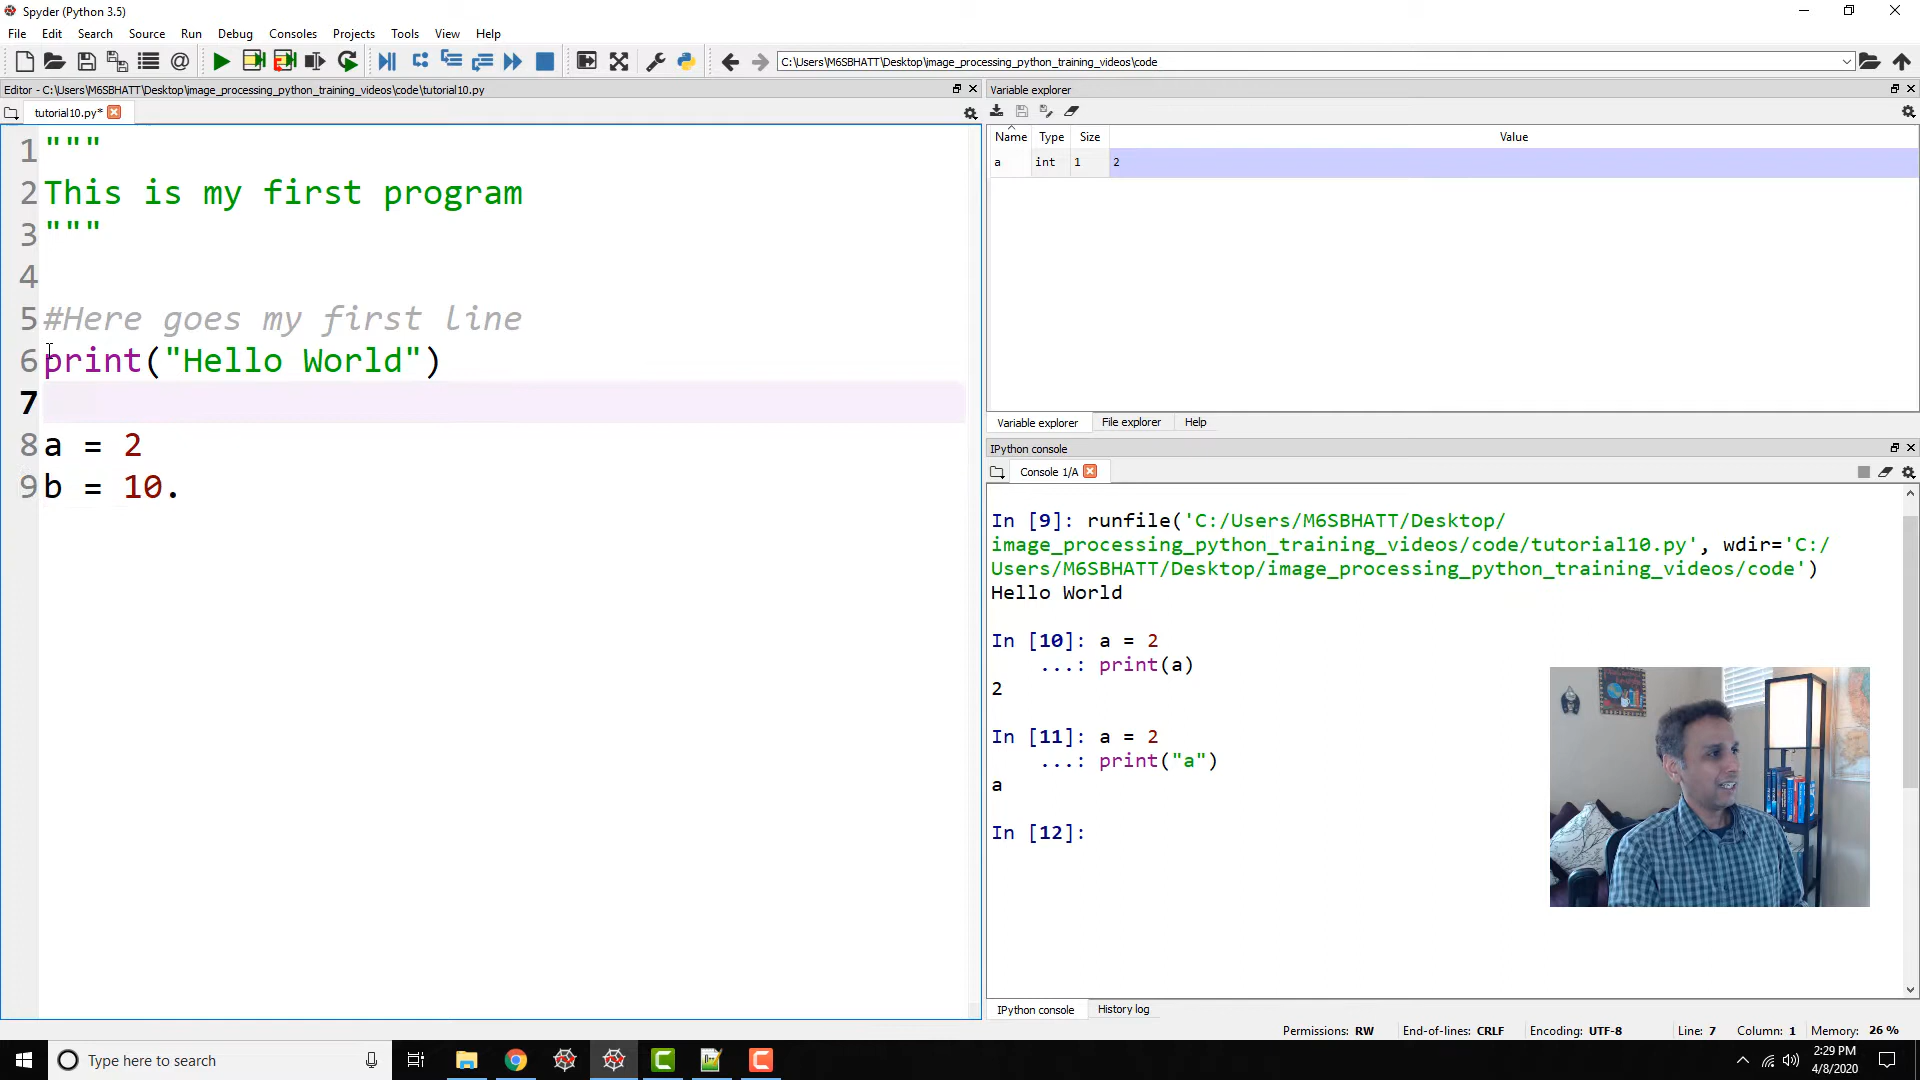 Spyder (Python 3.5)
File Edit Search Source Run Debug Consoles Projects Tools View Help
C:\Users\M6SBHATT\Desktop\image_processing_python_training_videos\code
Editor - C:\Users\M6SBHATT\Desktop\image_processing_python_training_videos\code\tutorial10.py
tutorial10.py*
1 """
2 This is my first program
3 """
4
5 #Here goes my first line
6 print("Hello World")
7
8 a = 2
9 b = 10.
Variable explorer
Name Type Size Value
a int 1 2
Variable explorer File explorer Help
IPython console
Console 1/A
In [9]: runfile('C:/Users/M6SBHATT/Desktop/
image_processing_python_training_videos/code/tutorial10.py', wdir='C:/
Users/M6SBHATT/Desktop/image_processing_python_training_videos/code')
Hello World
In [10]: a = 2
...: print(a)
2
In [11]: a = 2
...: print("a")
a
In [12]:
IPython console History log
Permissions: RW End-of-lines: CRLF Encoding: UTF-8 Line: 7 Column: 1 Memory: 26 %
Type here to search
2:29 PM
4/8/2020